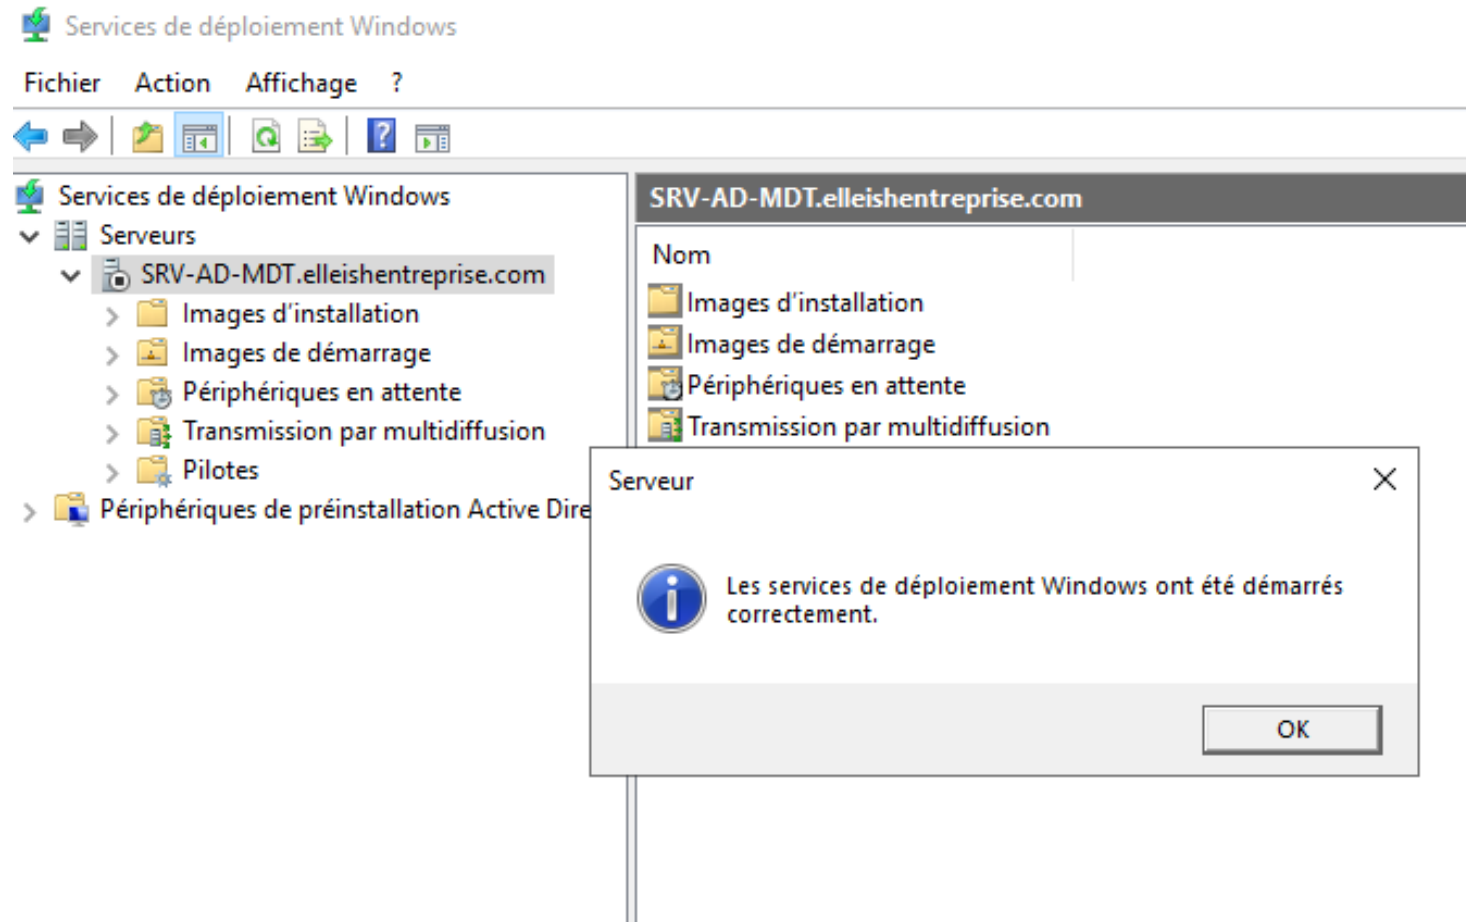 Services de déploiement Windows
Fichier Action Affichage ?
Services de déploiement Windows
Serveurs
SRV-AD-MDT.elleishentreprise.com
Images d'installation
Images de démarrage
Périphériques en attente
Transmission par multidiffusion
Pilotes
Périphériques de préinstallation Active Dire
SRV-AD-MDT.elleishentreprise.com
Nom
Images d'installation
Images de démarrage
Périphériques en attente
Transmission par multidiffusion
Serveur
Les services de déploiement Windows ont été démarrés
correctement.
OK